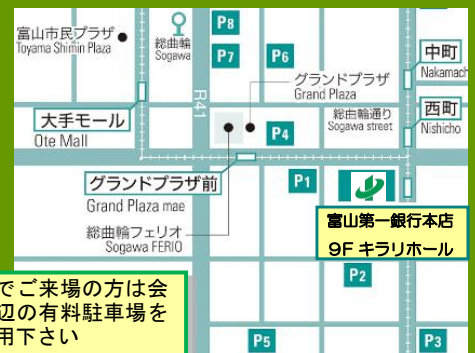 富山市民プラザ
Toyama Shimin Plaza
総曲輪
Sogawa
P8
P7
P6
中町
Nakamach
グランドプラザ
Grand Plaza
R41
大手モール
Ote Mall
総曲輪通り
Sogawa street
西町
Nishicho
P4
グランドプラザ前
Grand Plaza mae
P1
総曲輪フェリオ
Sogawa FERIO
富山第一銀行本店
9F キラリホール
P2
でご来場の方は会
辺の有料駐車場を
用下さい
P5
P3